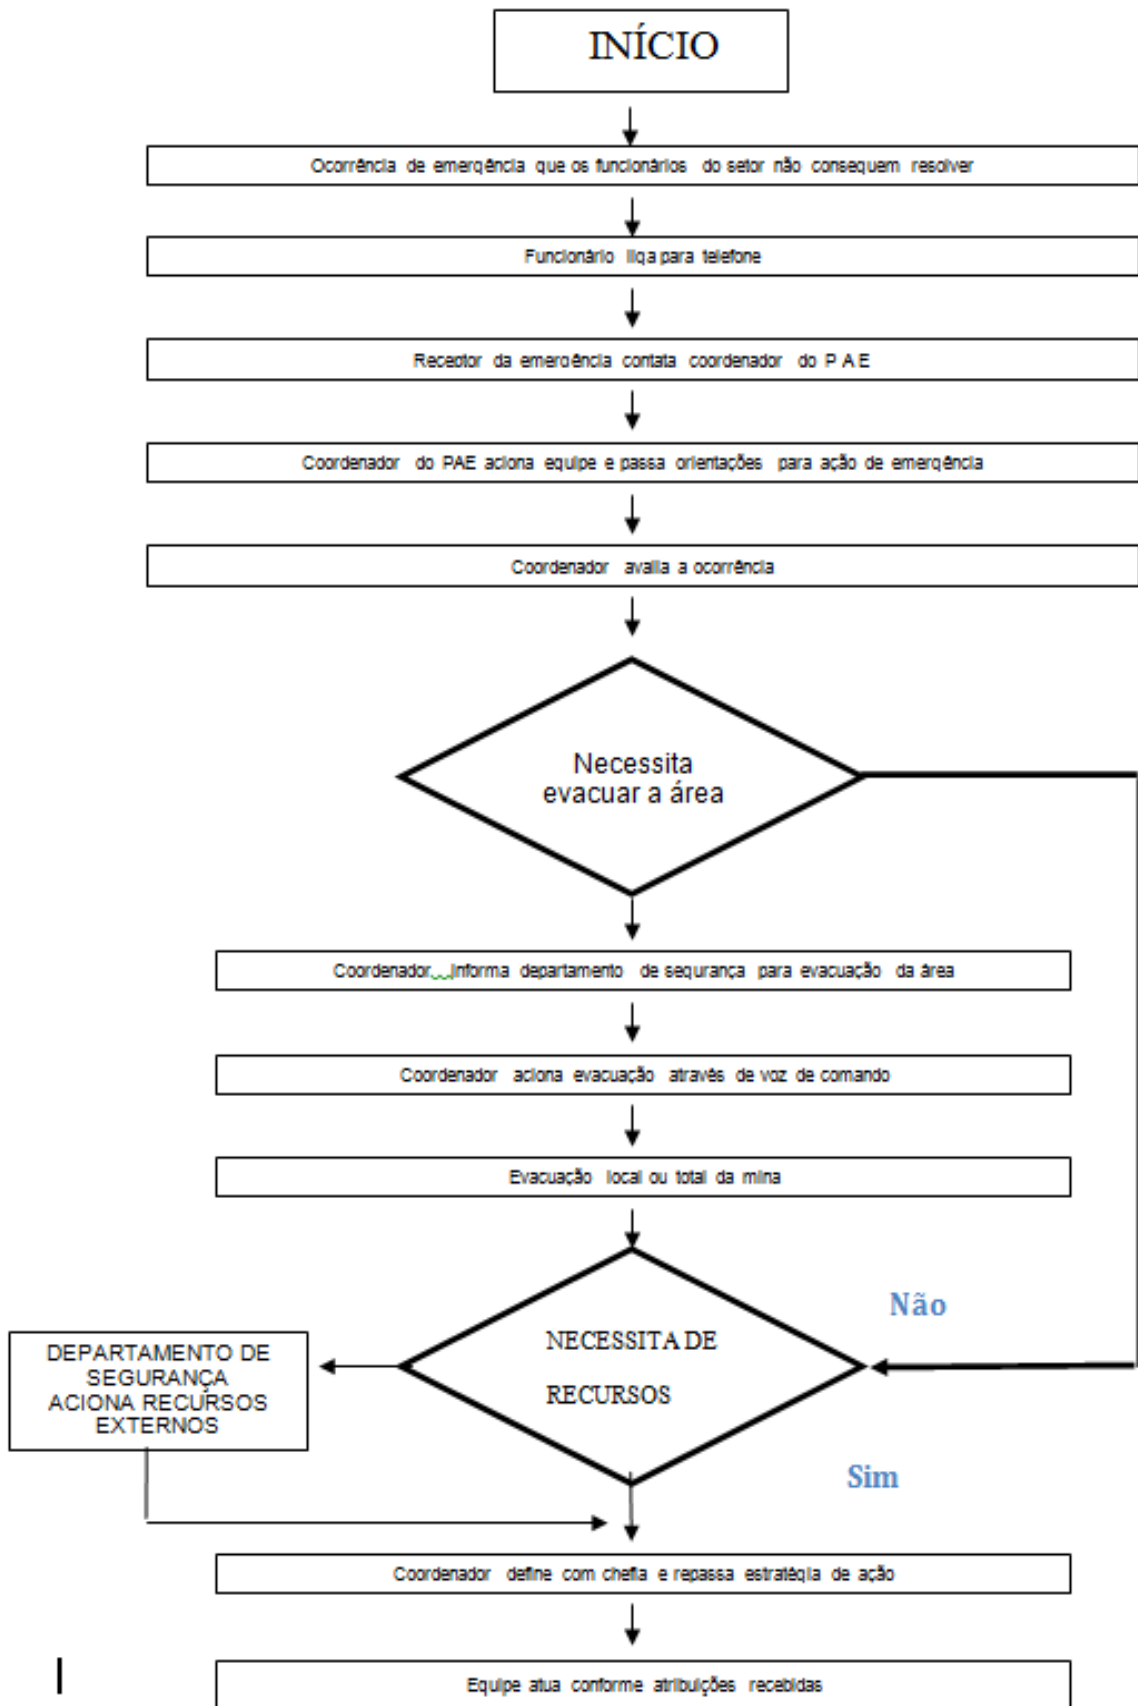 INÍCIO
Ocorrência de emergência que os funcionários do setor não conseguem resolver
Funcionário liga para telefone
Receptor da emergência contata coordenador do P A E
Coordenador do PAE aciona equipe e passa orientações para ação de emergência
Coordenador avalia a ocorrência
Necessita
evacuar a área
Coordenador informa departamento de segurança para evacuação da área
Coordenador aciona evacuação através de voz de comando
Evacuação local ou total da mina
Não
NECESSITA DE
RECURSOS
DEPARTAMENTO DE
SEGURANÇA
ACIONA RECURSOS
EXTERNOS
Sim
Coordenador define com chefia e repassa estratégia de ação
Equipe atua conforme atribuições recebidas